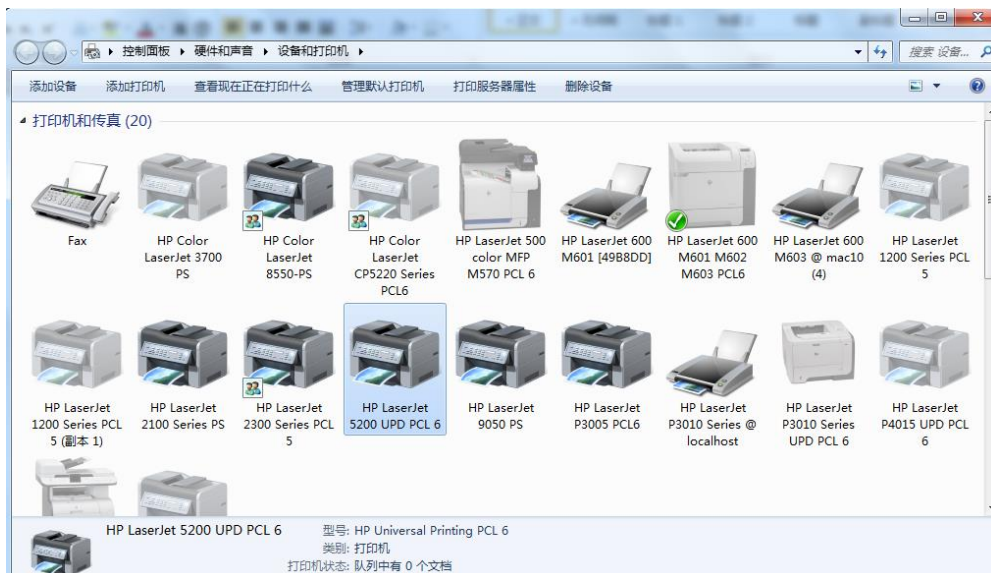 控制面板 ▸ 硬件和声音 ▸ 设备和打印机 ▸
搜索 设备...
添加设备 添加打印机 查看现在正在打印什么 管理默认打印机 打印服务器属性 删除设备
打印机和传真 (20)
Fax
HP Color
LaserJet 3700
PS
HP Color
LaserJet
8550-PS
HP Color
LaserJet
CP5220 Series
PCL6
HP LaserJet 500
color MFP
M570 PCL 6
HP LaserJet 600
M601 [49B8DD]
HP LaserJet 600
M601 M602
M603 PCL6
HP LaserJet 600
M603 @ mac10
(4)
HP LaserJet
1200 Series PCL
5
HP LaserJet
1200 Series PCL
5 (副本 1)
HP LaserJet
2100 Series PS
HP LaserJet
2300 Series PCL
5
HP LaserJet
5200 UPD PCL 6
HP LaserJet
9050 PS
HP LaserJet
P3005 PCL6
HP LaserJet
P3010 Series @
localhost
HP LaserJet
P3010 Series
UPD PCL 6
HP LaserJet
P4015 UPD PCL
6
HP LaserJet 5200 UPD PCL 6 型号: HP Universal Printing PCL 6
类别: 打印机
打印机状态: 队列中有 0 个文档